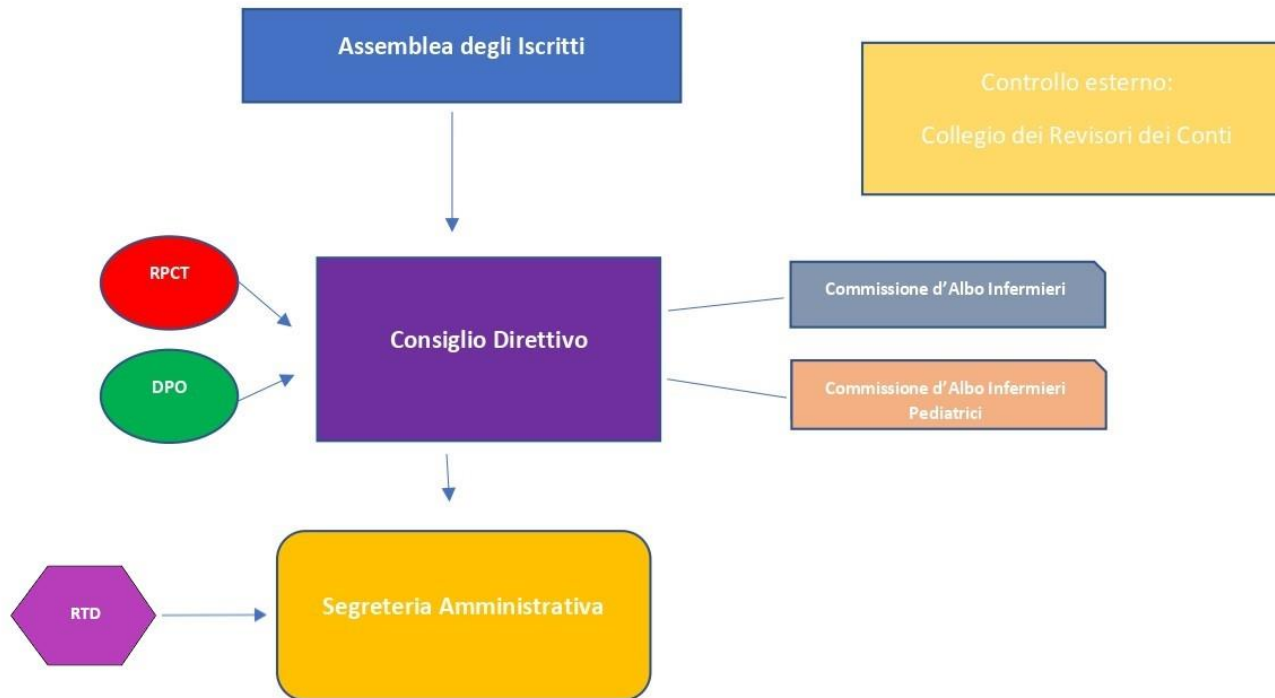 Assemblea degli Iscritti
Controllo esterno:
Collegio dei Revisori dei Conti
RPCT
Consiglio Direttivo
Commissione d’Albo Infermieri
DPO
Commissione d’Albo Infermieri
Pediatrici
RTD
Segreteria Amministrativa